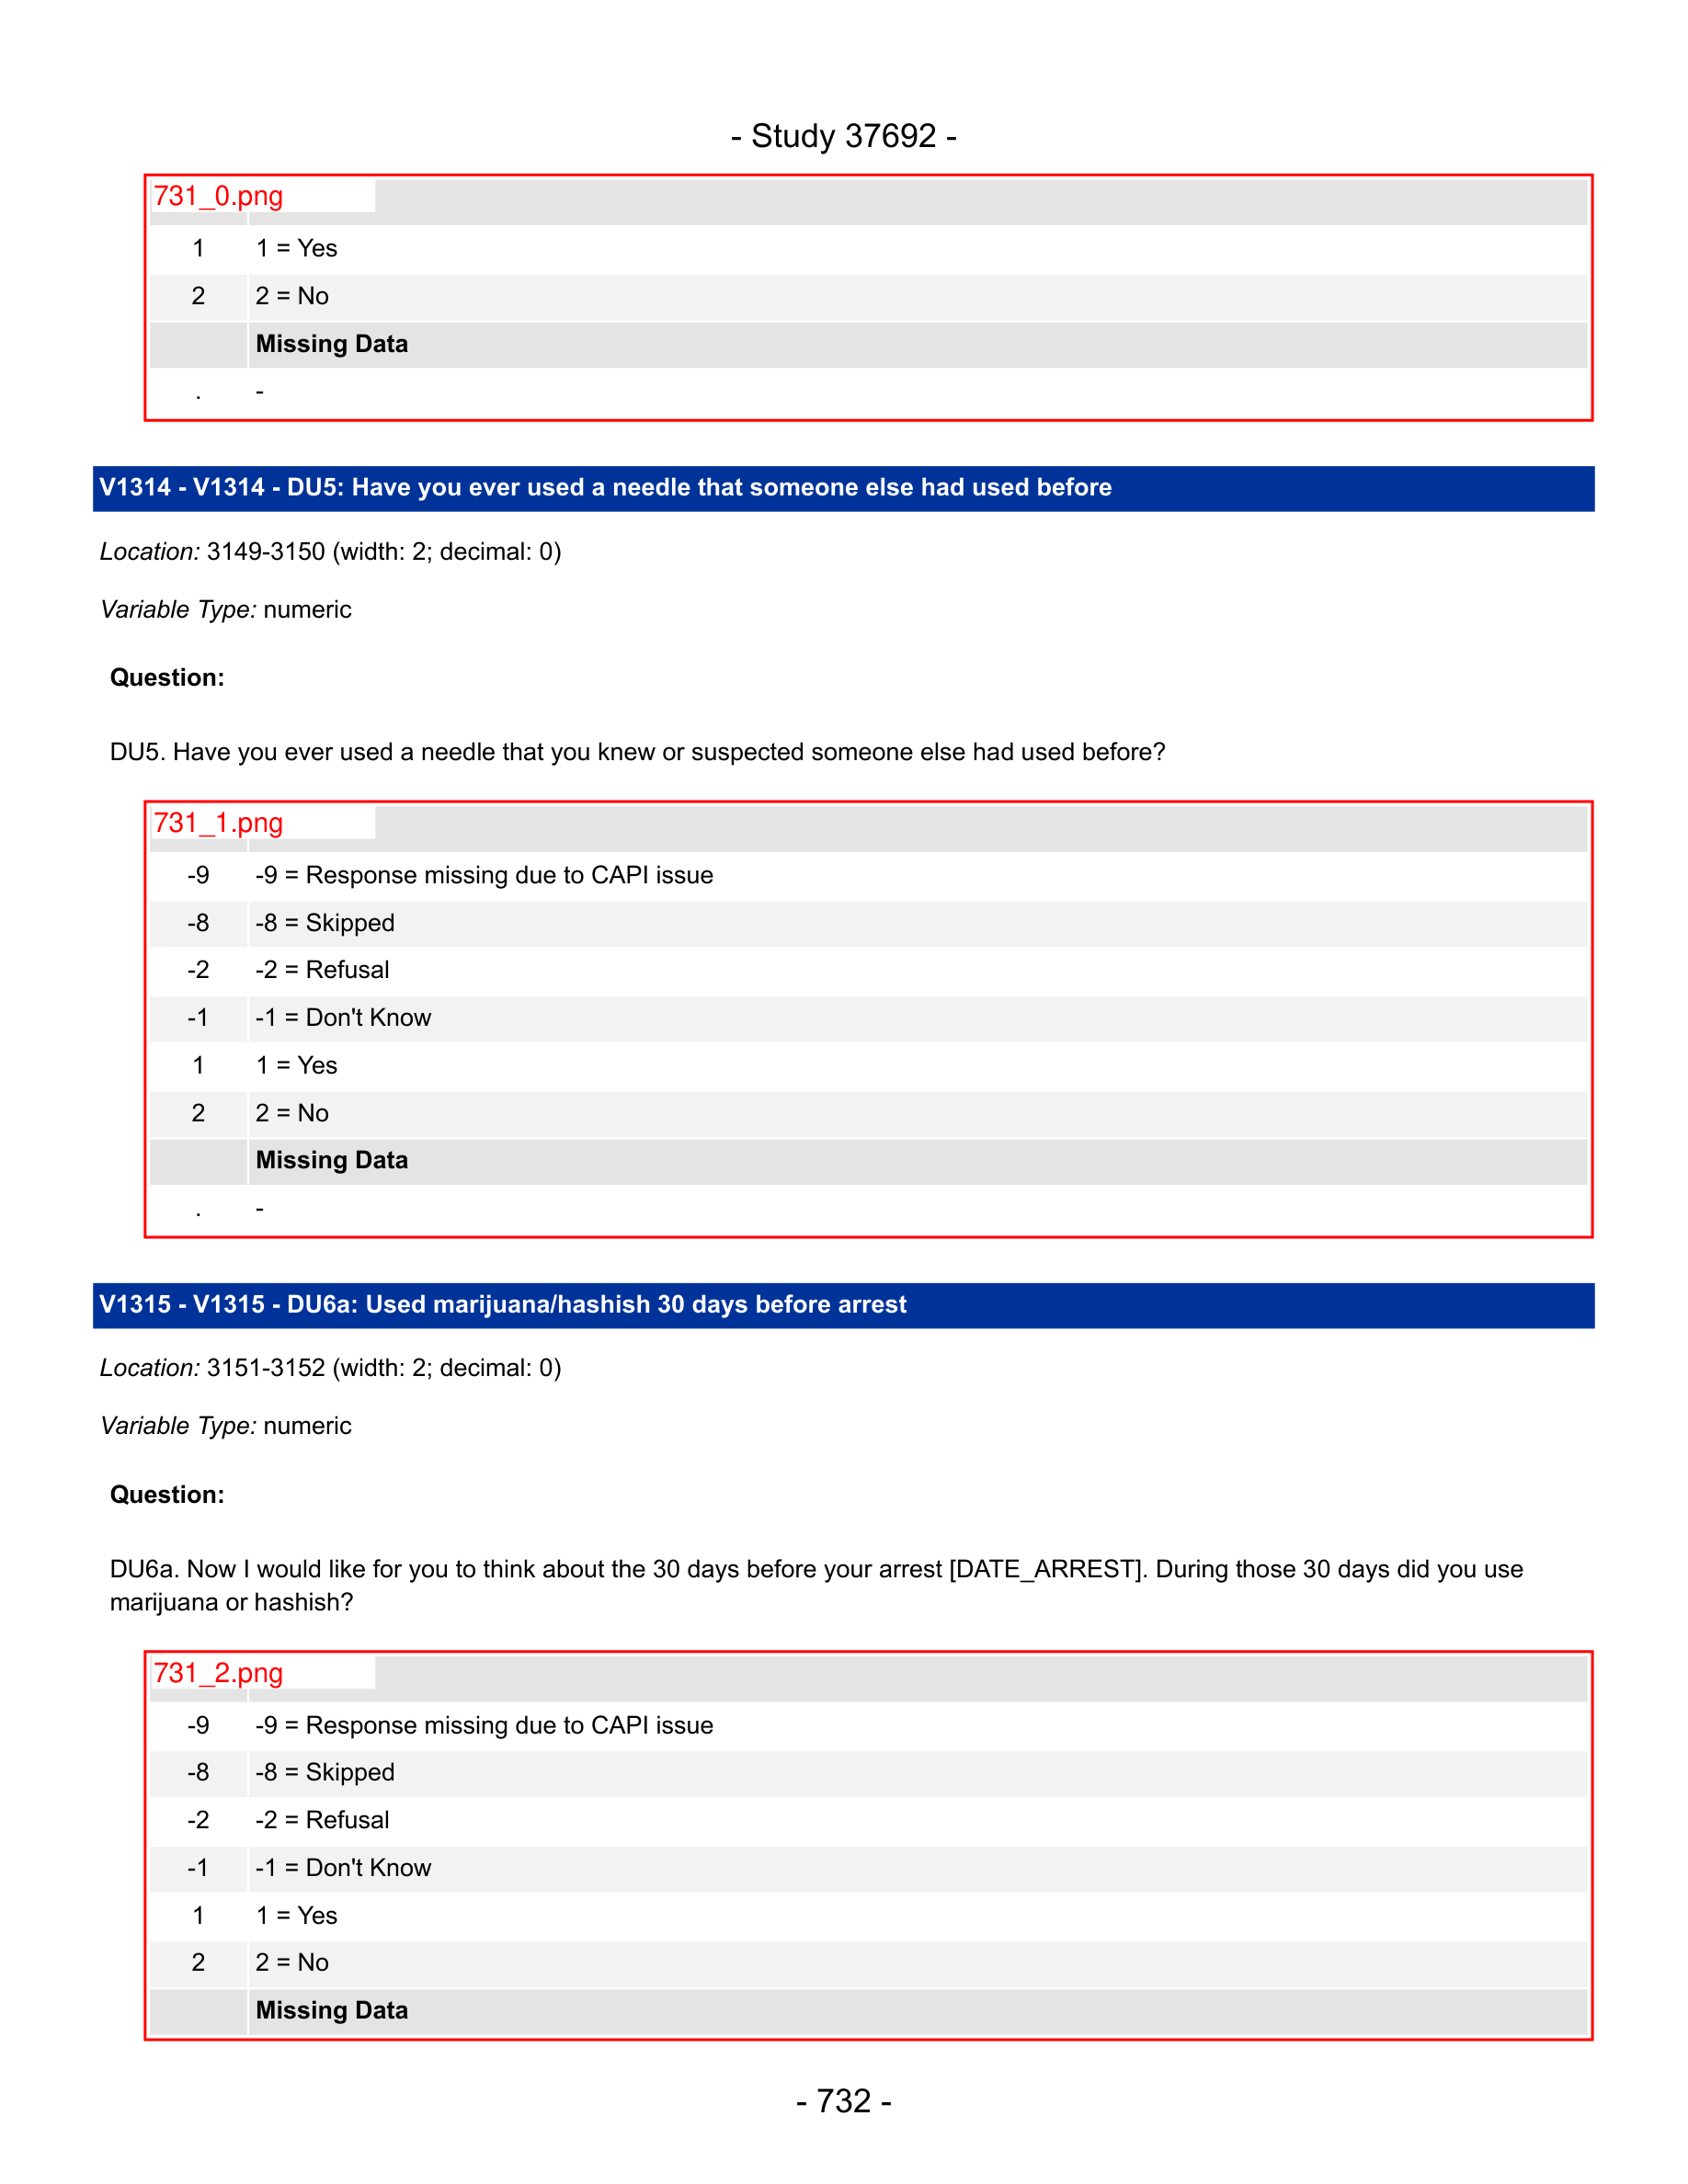 - Study 37692 -
731_0.png
1 1 = Yes
2 2 = No
Missing Data
. -
V1314 - V1314 - DU5: Have you ever used a needle that someone else had used before
Location: 3149-3150 (width: 2; decimal: 0)
Variable Type: numeric
Question:
DU5. Have you ever used a needle that you knew or suspected someone else had used before?
731_1.png
-9 -9 = Response missing due to CAPI issue
-8 -8 = Skipped
-2 -2 = Refusal
-1 -1 = Don't Know
1 1 = Yes
2 2 = No
Missing Data
. -
V1315 - V1315 - DU6a: Used marijuana/hashish 30 days before arrest
Location: 3151-3152 (width: 2; decimal: 0)
Variable Type: numeric
Question:
DU6a. Now I would like for you to think about the 30 days before your arrest [DATE_ARREST]. During those 30 days did you use
marijuana or hashish?
731_2.png
-9 -9 = Response missing due to CAPI issue
-8 -8 = Skipped
-2 -2 = Refusal
-1 -1 = Don't Know
1 1 = Yes
2 2 = No
Missing Data
- 732 -